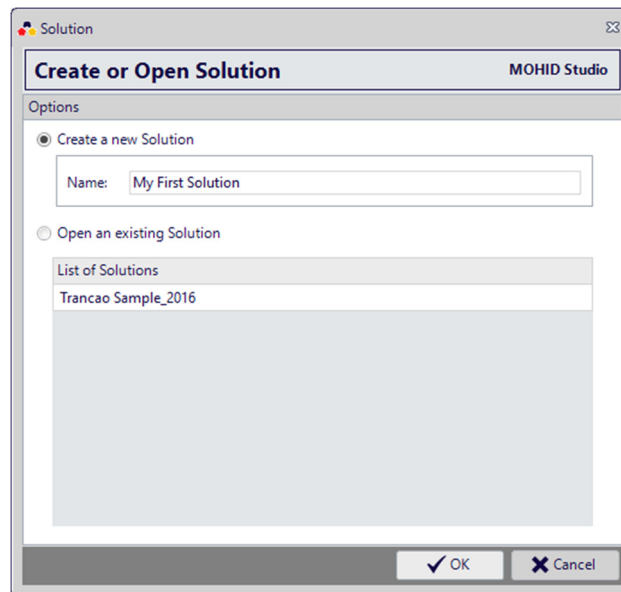 Solution
Create or Open Solution MOHID Studio
Options
Create a new Solution
Name: My First Solution
Open an existing Solution
List of Solutions
Trancao Sample_2016
OK Cancel